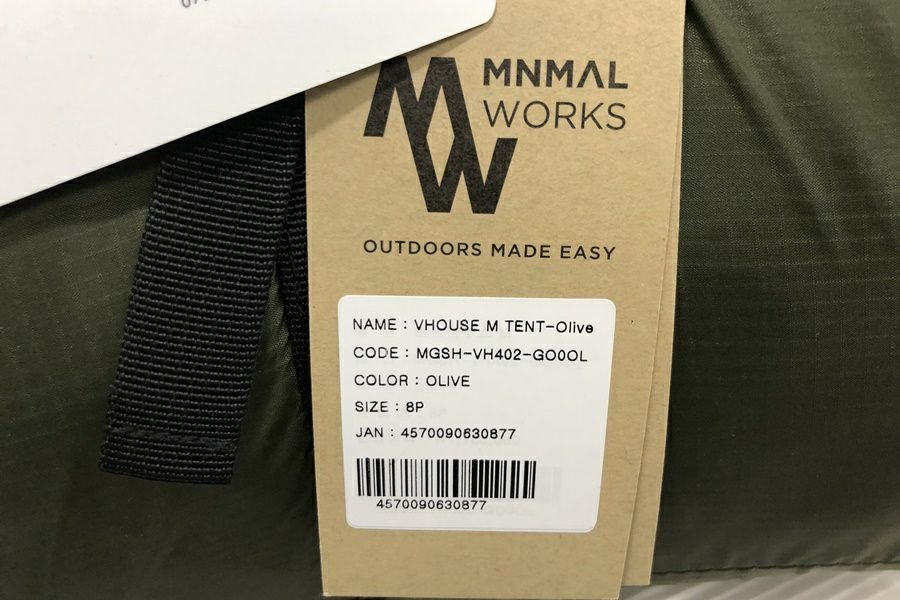 MNMAL
WORKS
MW
OUTDOORS MADE EASY
NAME : VHOUSE M TENT-Olive
CODE : MGSH-VH402-GO0OL
COLOR : OLIVE
SIZE : 8P
JAN : 4570090630877
4570090630877